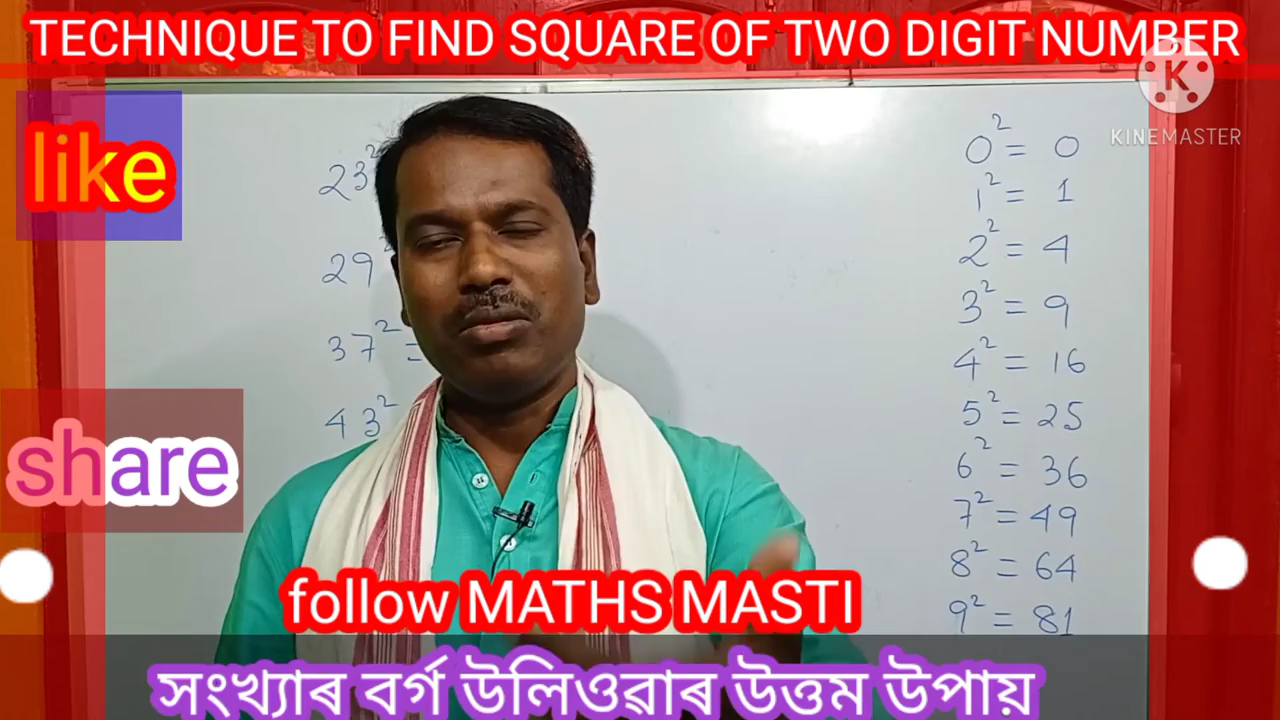 TECHNIQUE TO FIND SQUARE OF TWO DIGIT NUMBER
K
KINEMASTER
like
share
23²
29²
37² =
43²
0² = 0
1² = 1
2² = 4
3² = 9
4² = 16
5² = 25
6² = 36
7² = 49
8² = 64
9² = 81
follow MATHS MASTI
সংখ্যাৰ বৰ্গ উলিওৱাৰ উত্তম উপায়